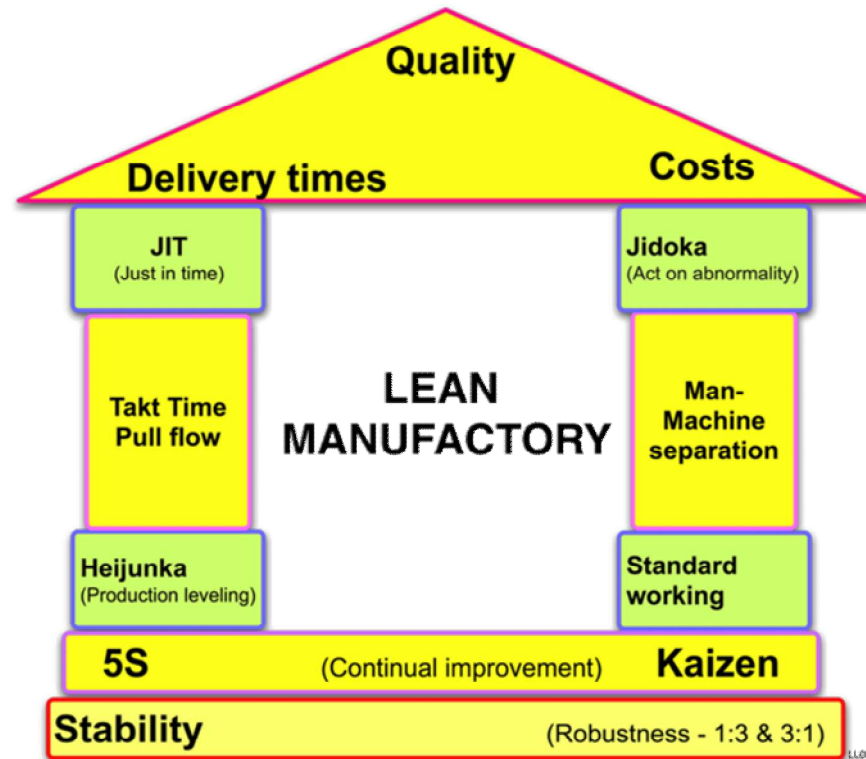 Quality
Delivery times
Costs
JIT
(Just in time)
Jidoka
(Act on abnormality)
Takt Time
Pull flow
LEAN
MANUFACTORY
Man-
Machine
separation
Heijunka
(Production leveling)
Standard
working
5S (Continual improvement) Kaizen
Stability (Robustness - 1:3 & 3:1)